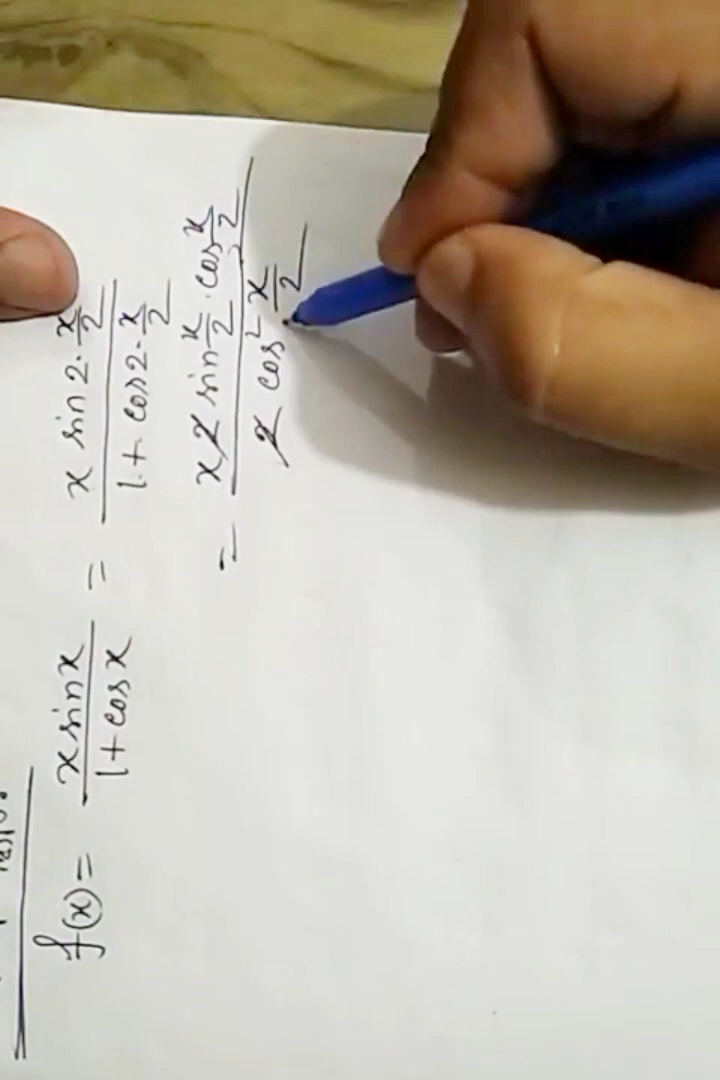 f(x) = x sin x / 1 + cos x = x sin 2 · x/2 / 1 + cos 2 · x/2
= x 2 sin x/2 · cos x/2 / 2 cos² x/2